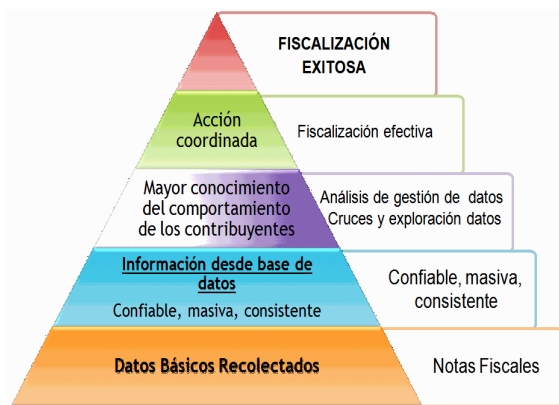 FISCALIZACIÓN
EXITOSA
Acción
coordinada
Fiscalización efectiva
Mayor conocimiento
del comportamiento
de los contribuyentes
Análisis de gestión de datos
Cruces y exploración datos
Información desde base de
datos
Confiable, masiva, consistente
Confiable, masiva,
consistente
Datos Básicos Recolectados
Notas Fiscales